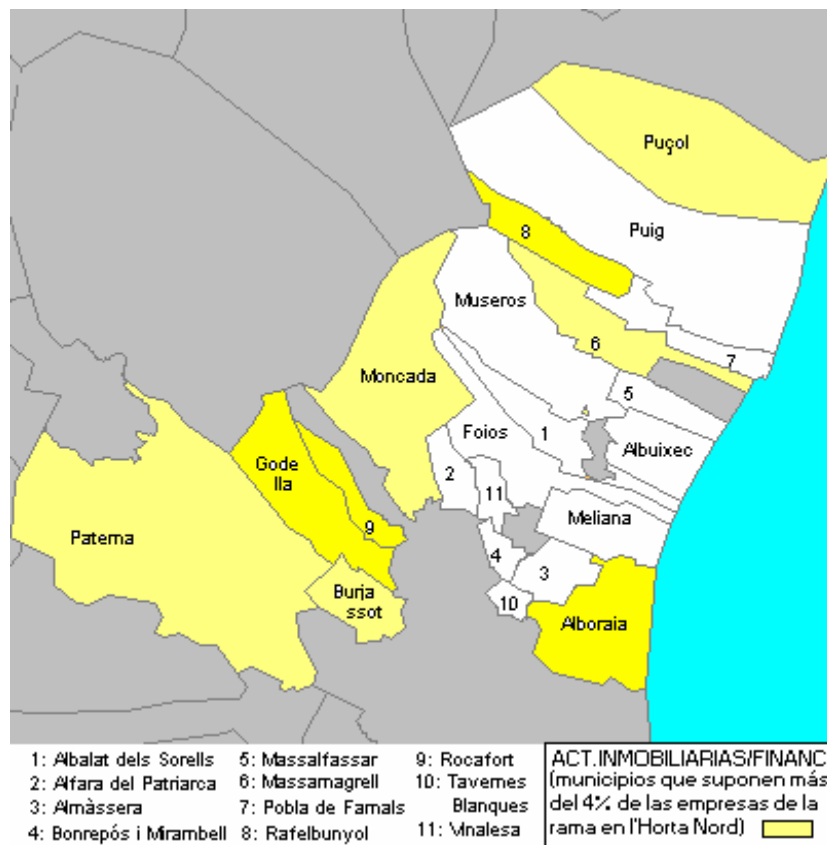 Puçol
Puig
8
Museros
6
7
Moncada
5
Foios
1
Albuixec
Gode
lla
2
11
9
Meliana
Paterna
4
3
Burja
ssot
10
Alboraia
1: Albalat dels Sorells
2: Alfara del Patriarca
3: Almàssera
4: Bonrepós i Mirambell
5: Massalfassar
6: Massamagrell
7: Pobla de Farnals
8: Rafelbunyol
9: Rocafort
10: Tavernes
Blanques
11: Vinalesa
ACT.INMOBILIARIAS/FINANC
(municipios que suponen más
del 4% de las empresas de la
rama en l'Horta Nord)